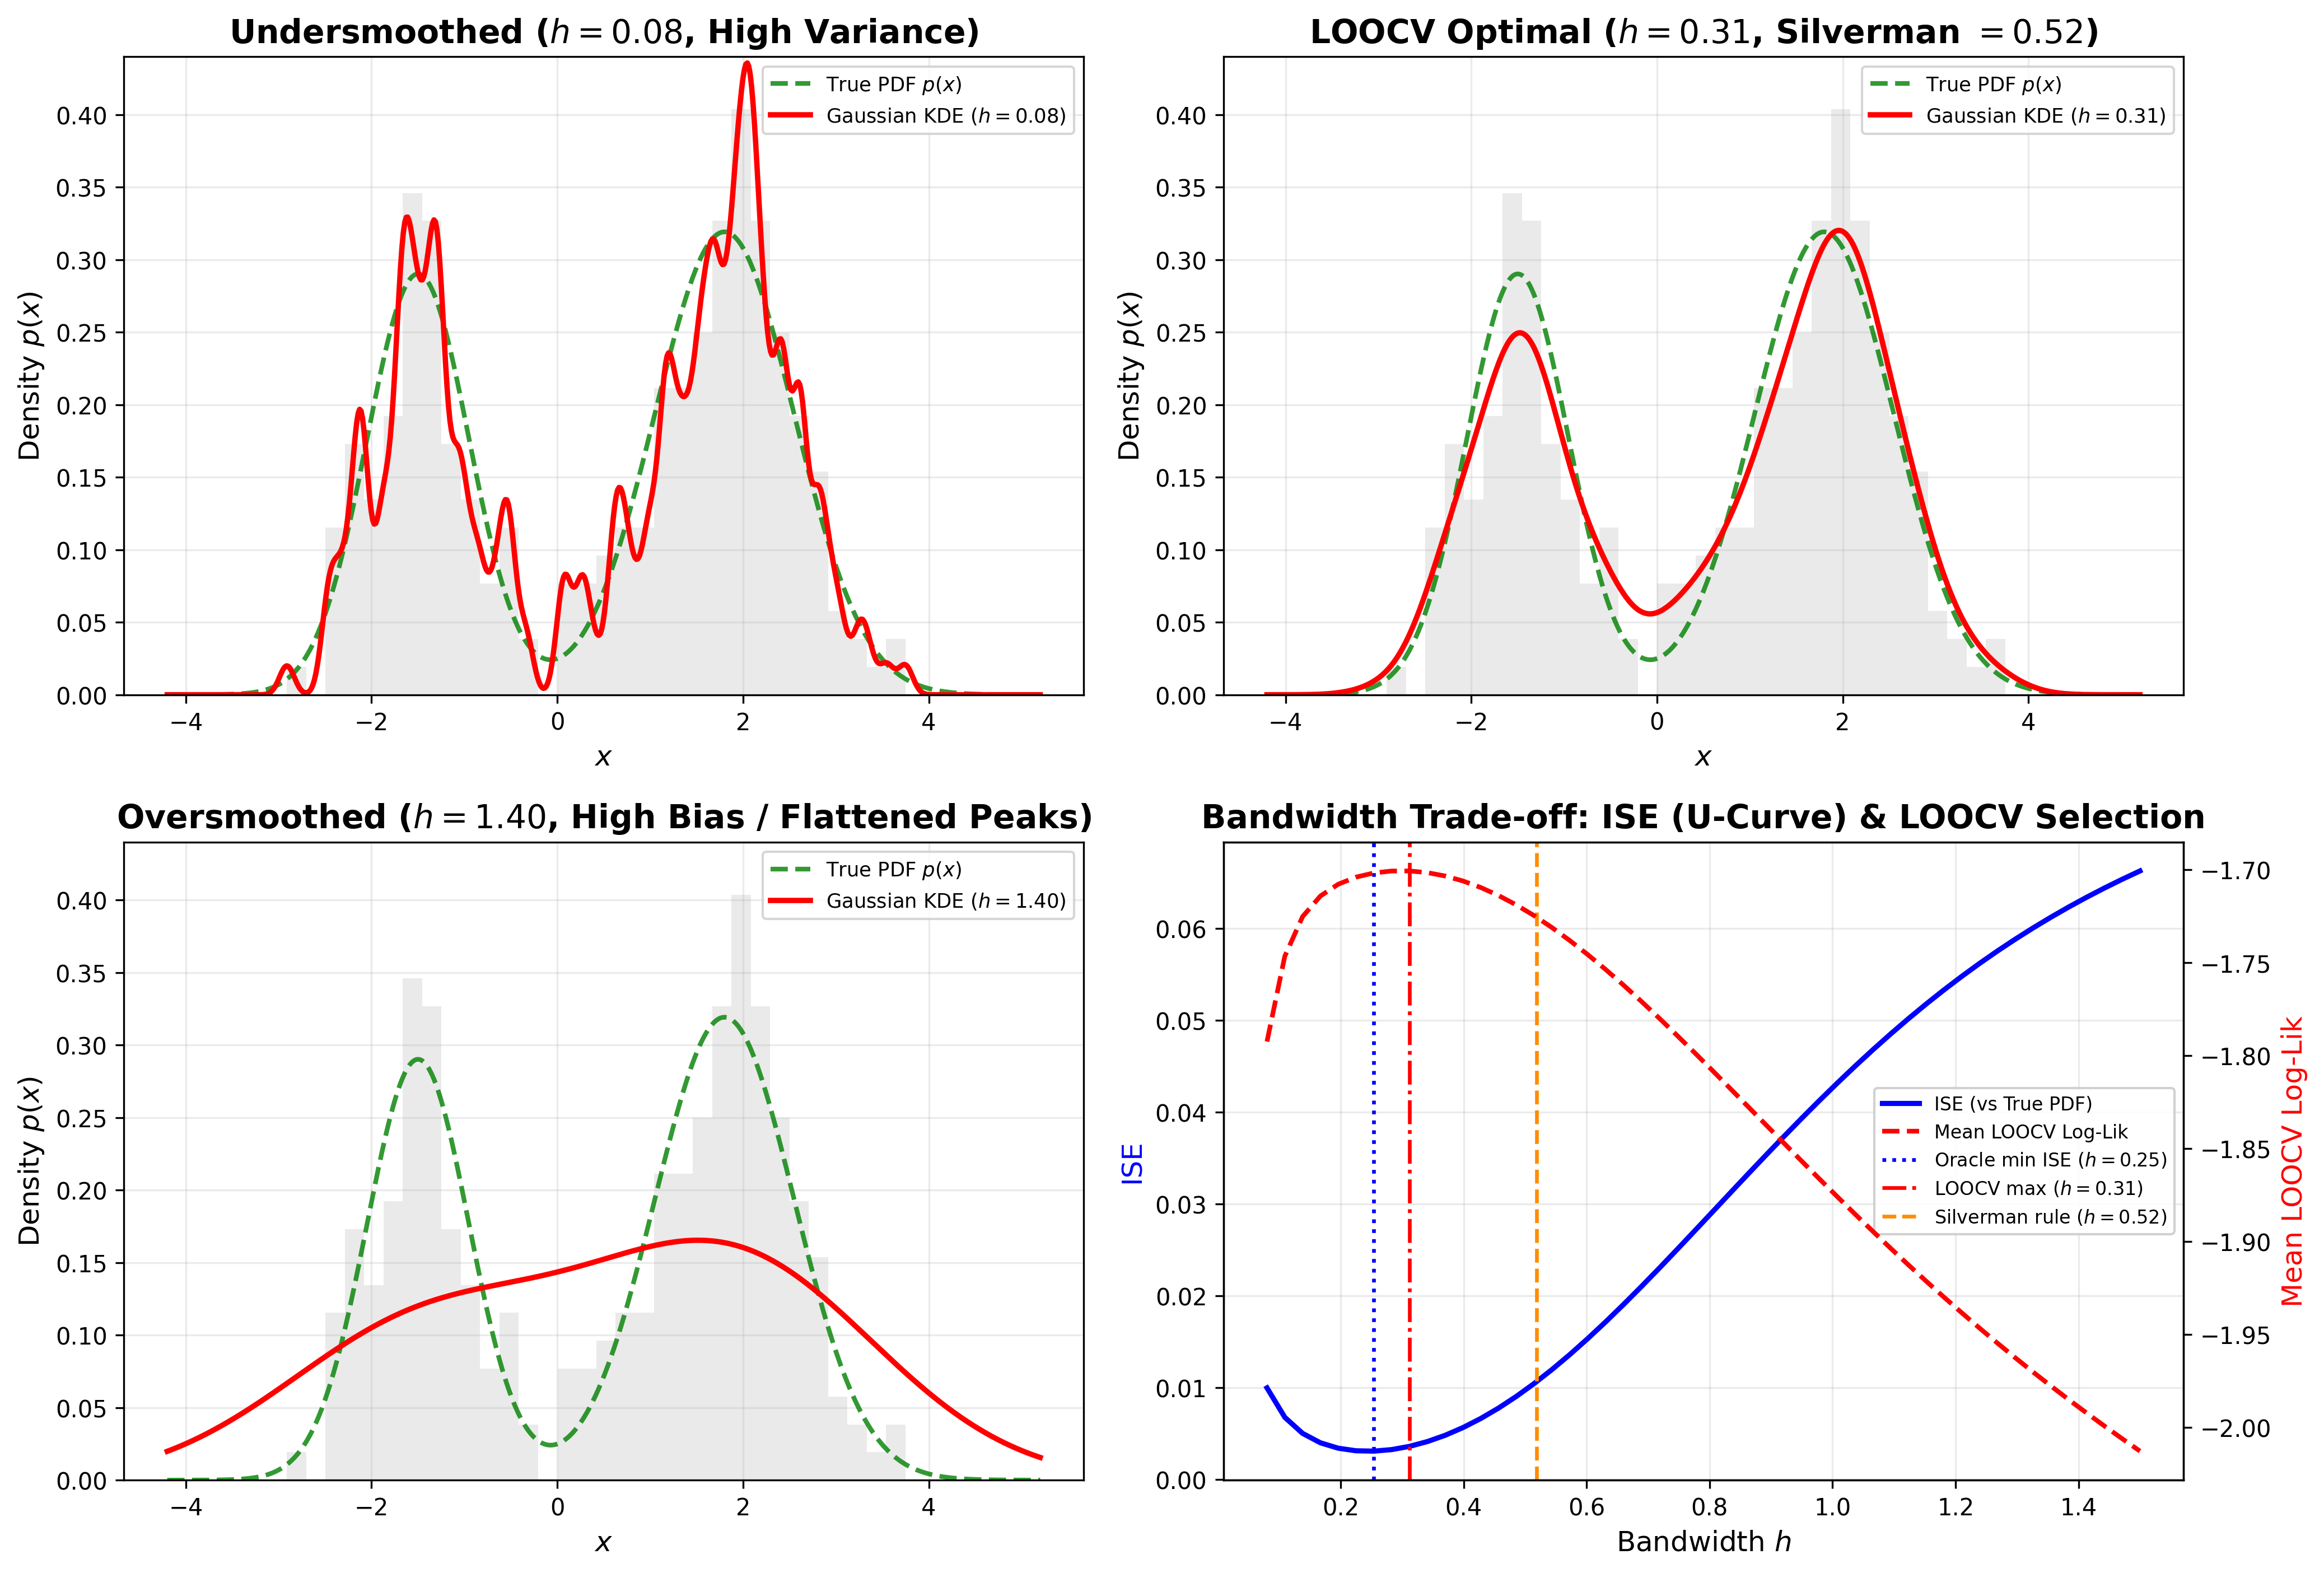 Undersmoothed (h = 0.08, High Variance)
True PDF p(x)
Gaussian KDE (h = 0.08)
Density p(x)
0.40
0.35
0.30
0.25
0.20
0.15
0.10
0.05
0.00
−4 −2 0 2 4
x
LOOCV Optimal (h = 0.31, Silverman = 0.52)
True PDF p(x)
Gaussian KDE (h = 0.31)
Density p(x)
0.40
0.35
0.30
0.25
0.20
0.15
0.10
0.05
0.00
−4 −2 0 2 4
x
Oversmoothed (h = 1.40, High Bias / Flattened Peaks)
True PDF p(x)
Gaussian KDE (h = 1.40)
Density p(x)
0.40
0.35
0.30
0.25
0.20
0.15
0.10
0.05
0.00
−4 −2 0 2 4
x
Bandwidth Trade-off: ISE (U-Curve) & LOOCV Selection
ISE
0.06
0.05
0.04
0.03
0.02
0.01
0.00
ISE (vs True PDF)
Mean LOOCV Log-Lik
Oracle min ISE (h = 0.25)
LOOCV max (h = 0.31)
Silverman rule (h = 0.52)
−1.70
−1.75
−1.80
−1.85
−1.90
−1.95
−2.00
Mean LOOCV Log-Lik
0.2 0.4 0.6 0.8 1.0 1.2 1.4
Bandwidth h